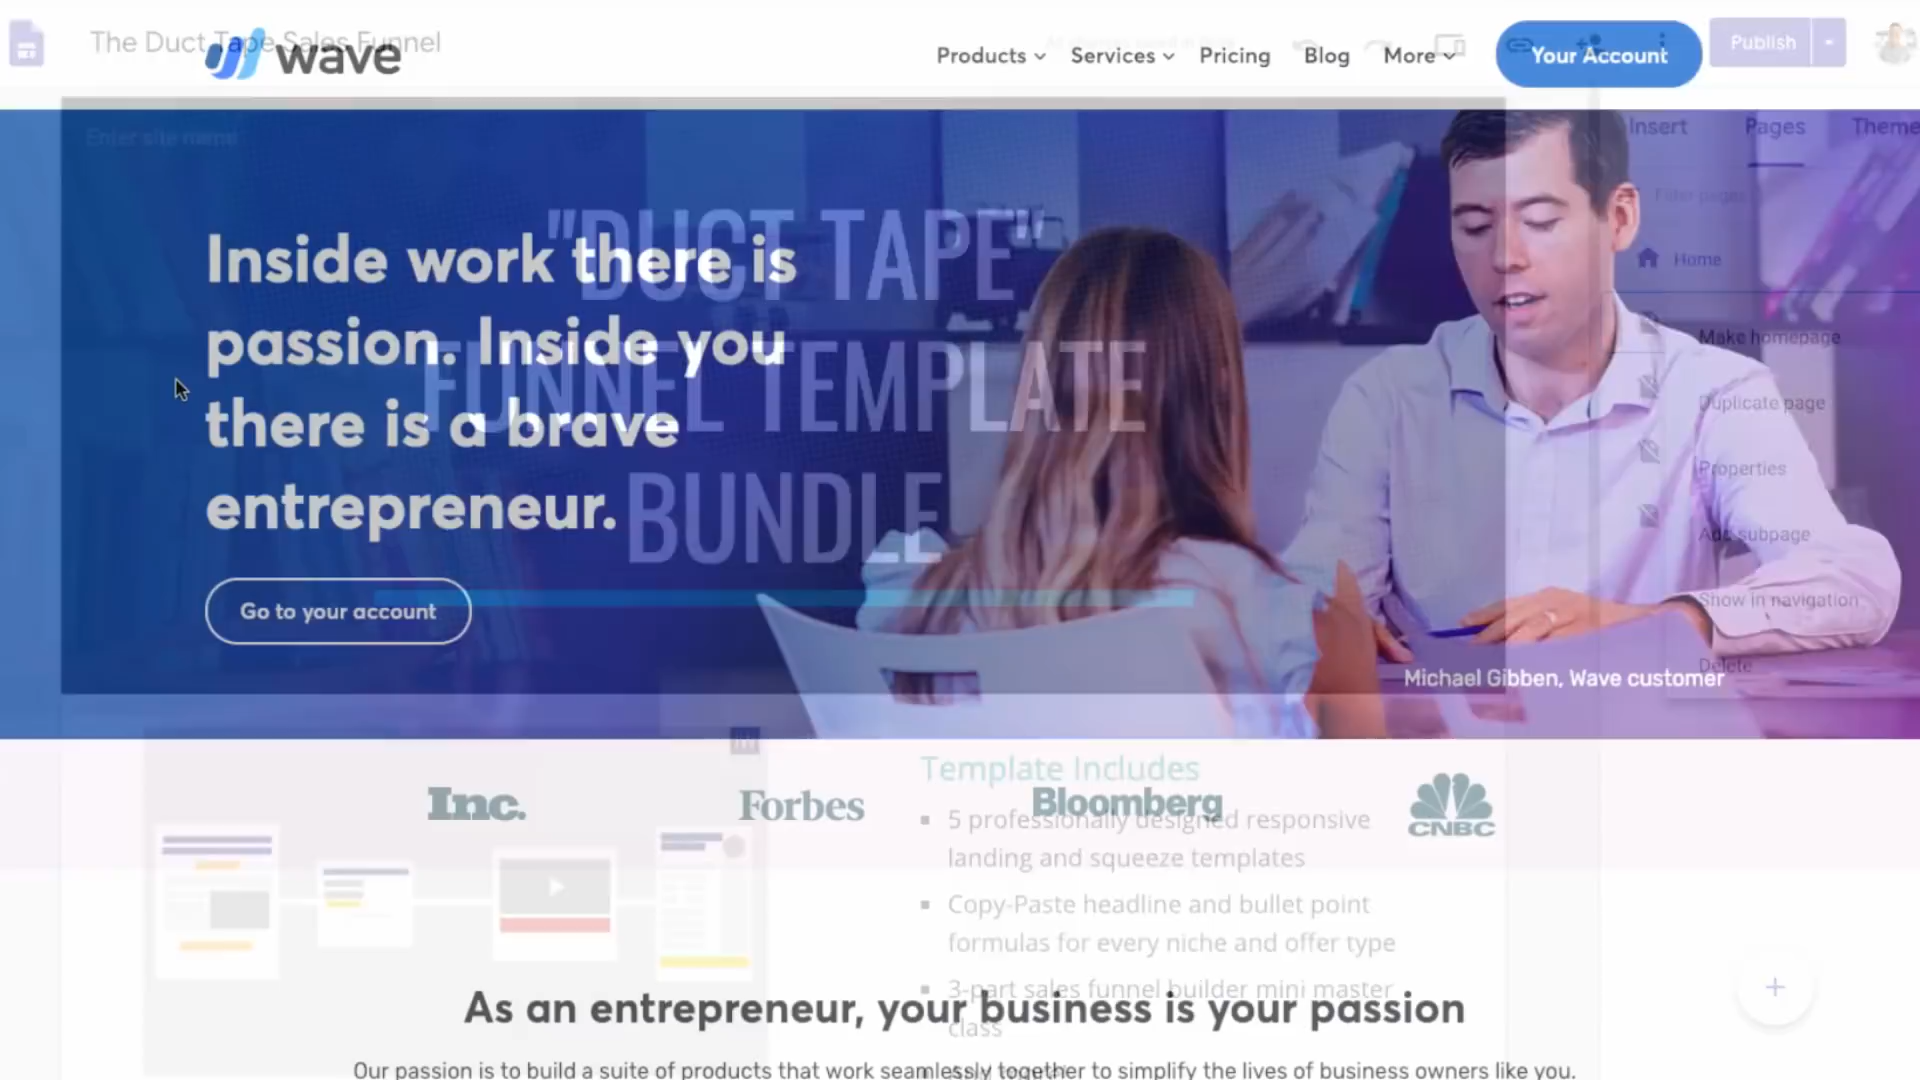 The Duct Tape Sales Funnel
wave
Products
Services
Pricing
Blog
More
Your Account
Publish
Enter site name
Insert
Pages
Theme
Filter pages
Home
Make homepage
Duplicate page
Properties
Add subpage
Show in navigation
Delete
"DUCT TAPE"
FUNNEL TEMPLATE
BUNDLE
Inside work there is
passion. Inside you
there is a brave
entrepreneur.
Go to your account
Michael Gibben, Wave customer
Inc.
Forbes
Bloomberg
CNBC
Template Includes
5 professionally designed responsive
landing and squeeze templates
Copy-Paste headline and bullet point
formulas for every niche and offer type
3-part sales funnel builder mini master
class
As an entrepreneur, your business is your passion
Our passion is to build a suite of products that work seamlessly together to simplify the lives of business owners like you.